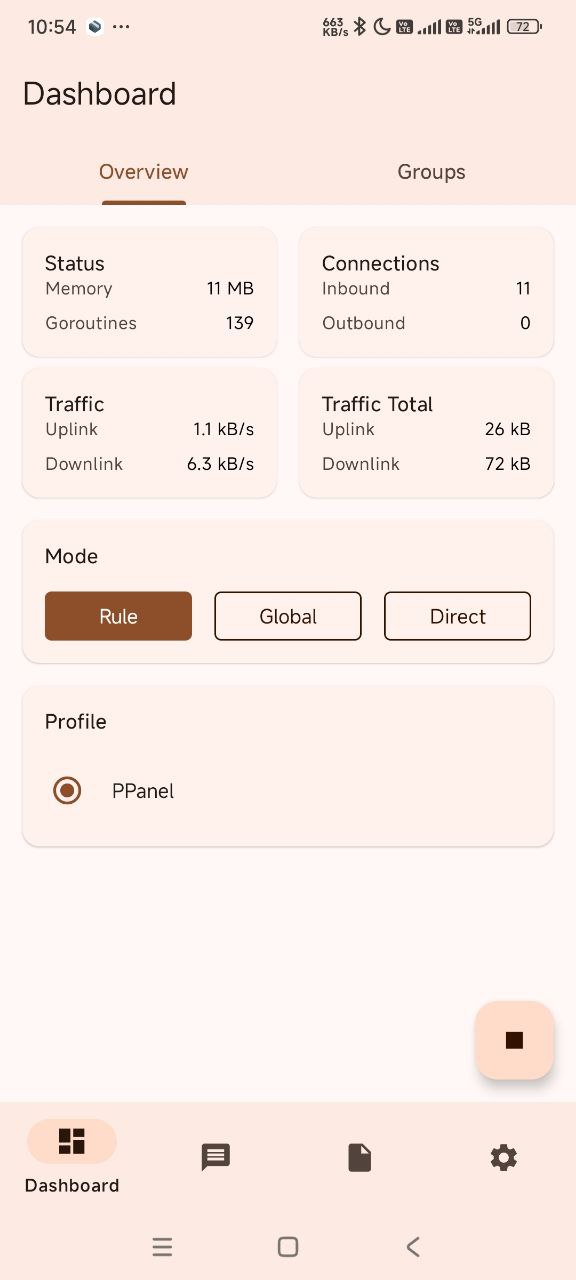 10:54 663 KB/s Vo LTE Vo LTE 5G 72
Dashboard
Overview Groups
Status
Memory 11 MB
Goroutines 139
Connections
Inbound 11
Outbound 0
Traffic
Uplink 1.1 kB/s
Downlink 6.3 kB/s
Traffic Total
Uplink 26 kB
Downlink 72 kB
Mode
Rule Global Direct
Profile
PPanel
Dashboard